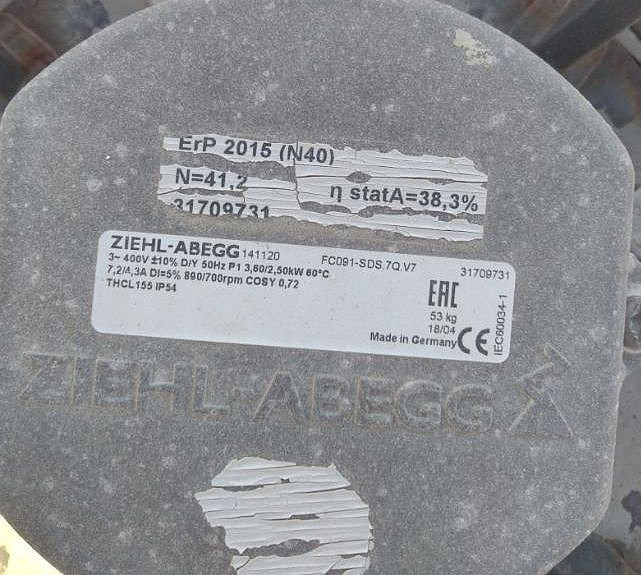 ErP 2015 (N40)
N=41,2 η statA=38,3%
31709731
ZIEHL-ABEGG 141120 FC091-SDS.7Q.V7 31709731
3~ 400V ±10% D/Y 50Hz P1 3,60/2,50kW 60°C
7,2/4,3A DI=5% 890/700rpm COSY 0,72
THCL155 IP54
EAC
53 kg
18/04
Made in Germany CE
IEC60034-1
ZIEHL-ABEGG